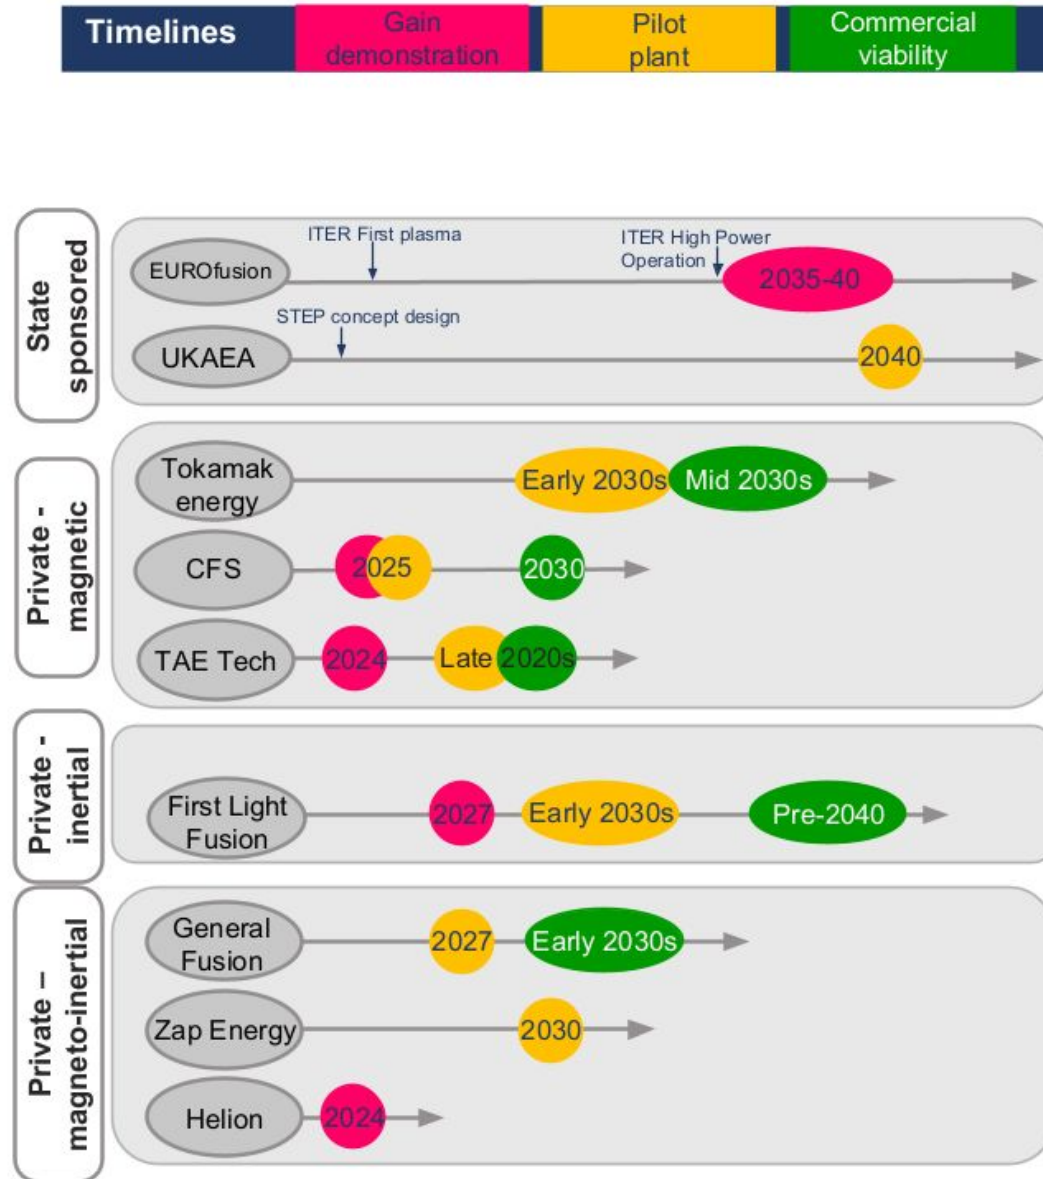 Timelines
Gain
demonstration
Pilot
plant
Commercial
viability
State
sponsored
EUROfusion
ITER First plasma
ITER High Power
Operation
2035-40
UKAEA
STEP concept design
2040
Private -
magnetic
Tokamak
energy
Early 2030s
Mid 2030s
CFS
2025
2030
TAE Tech
2024
Late 2020s
Private -
inertial
First Light
Fusion
2027
Early 2030s
Pre-2040
Private –
magneto-inertial
General
Fusion
2027
Early 2030s
Zap Energy
2030
Helion
2024